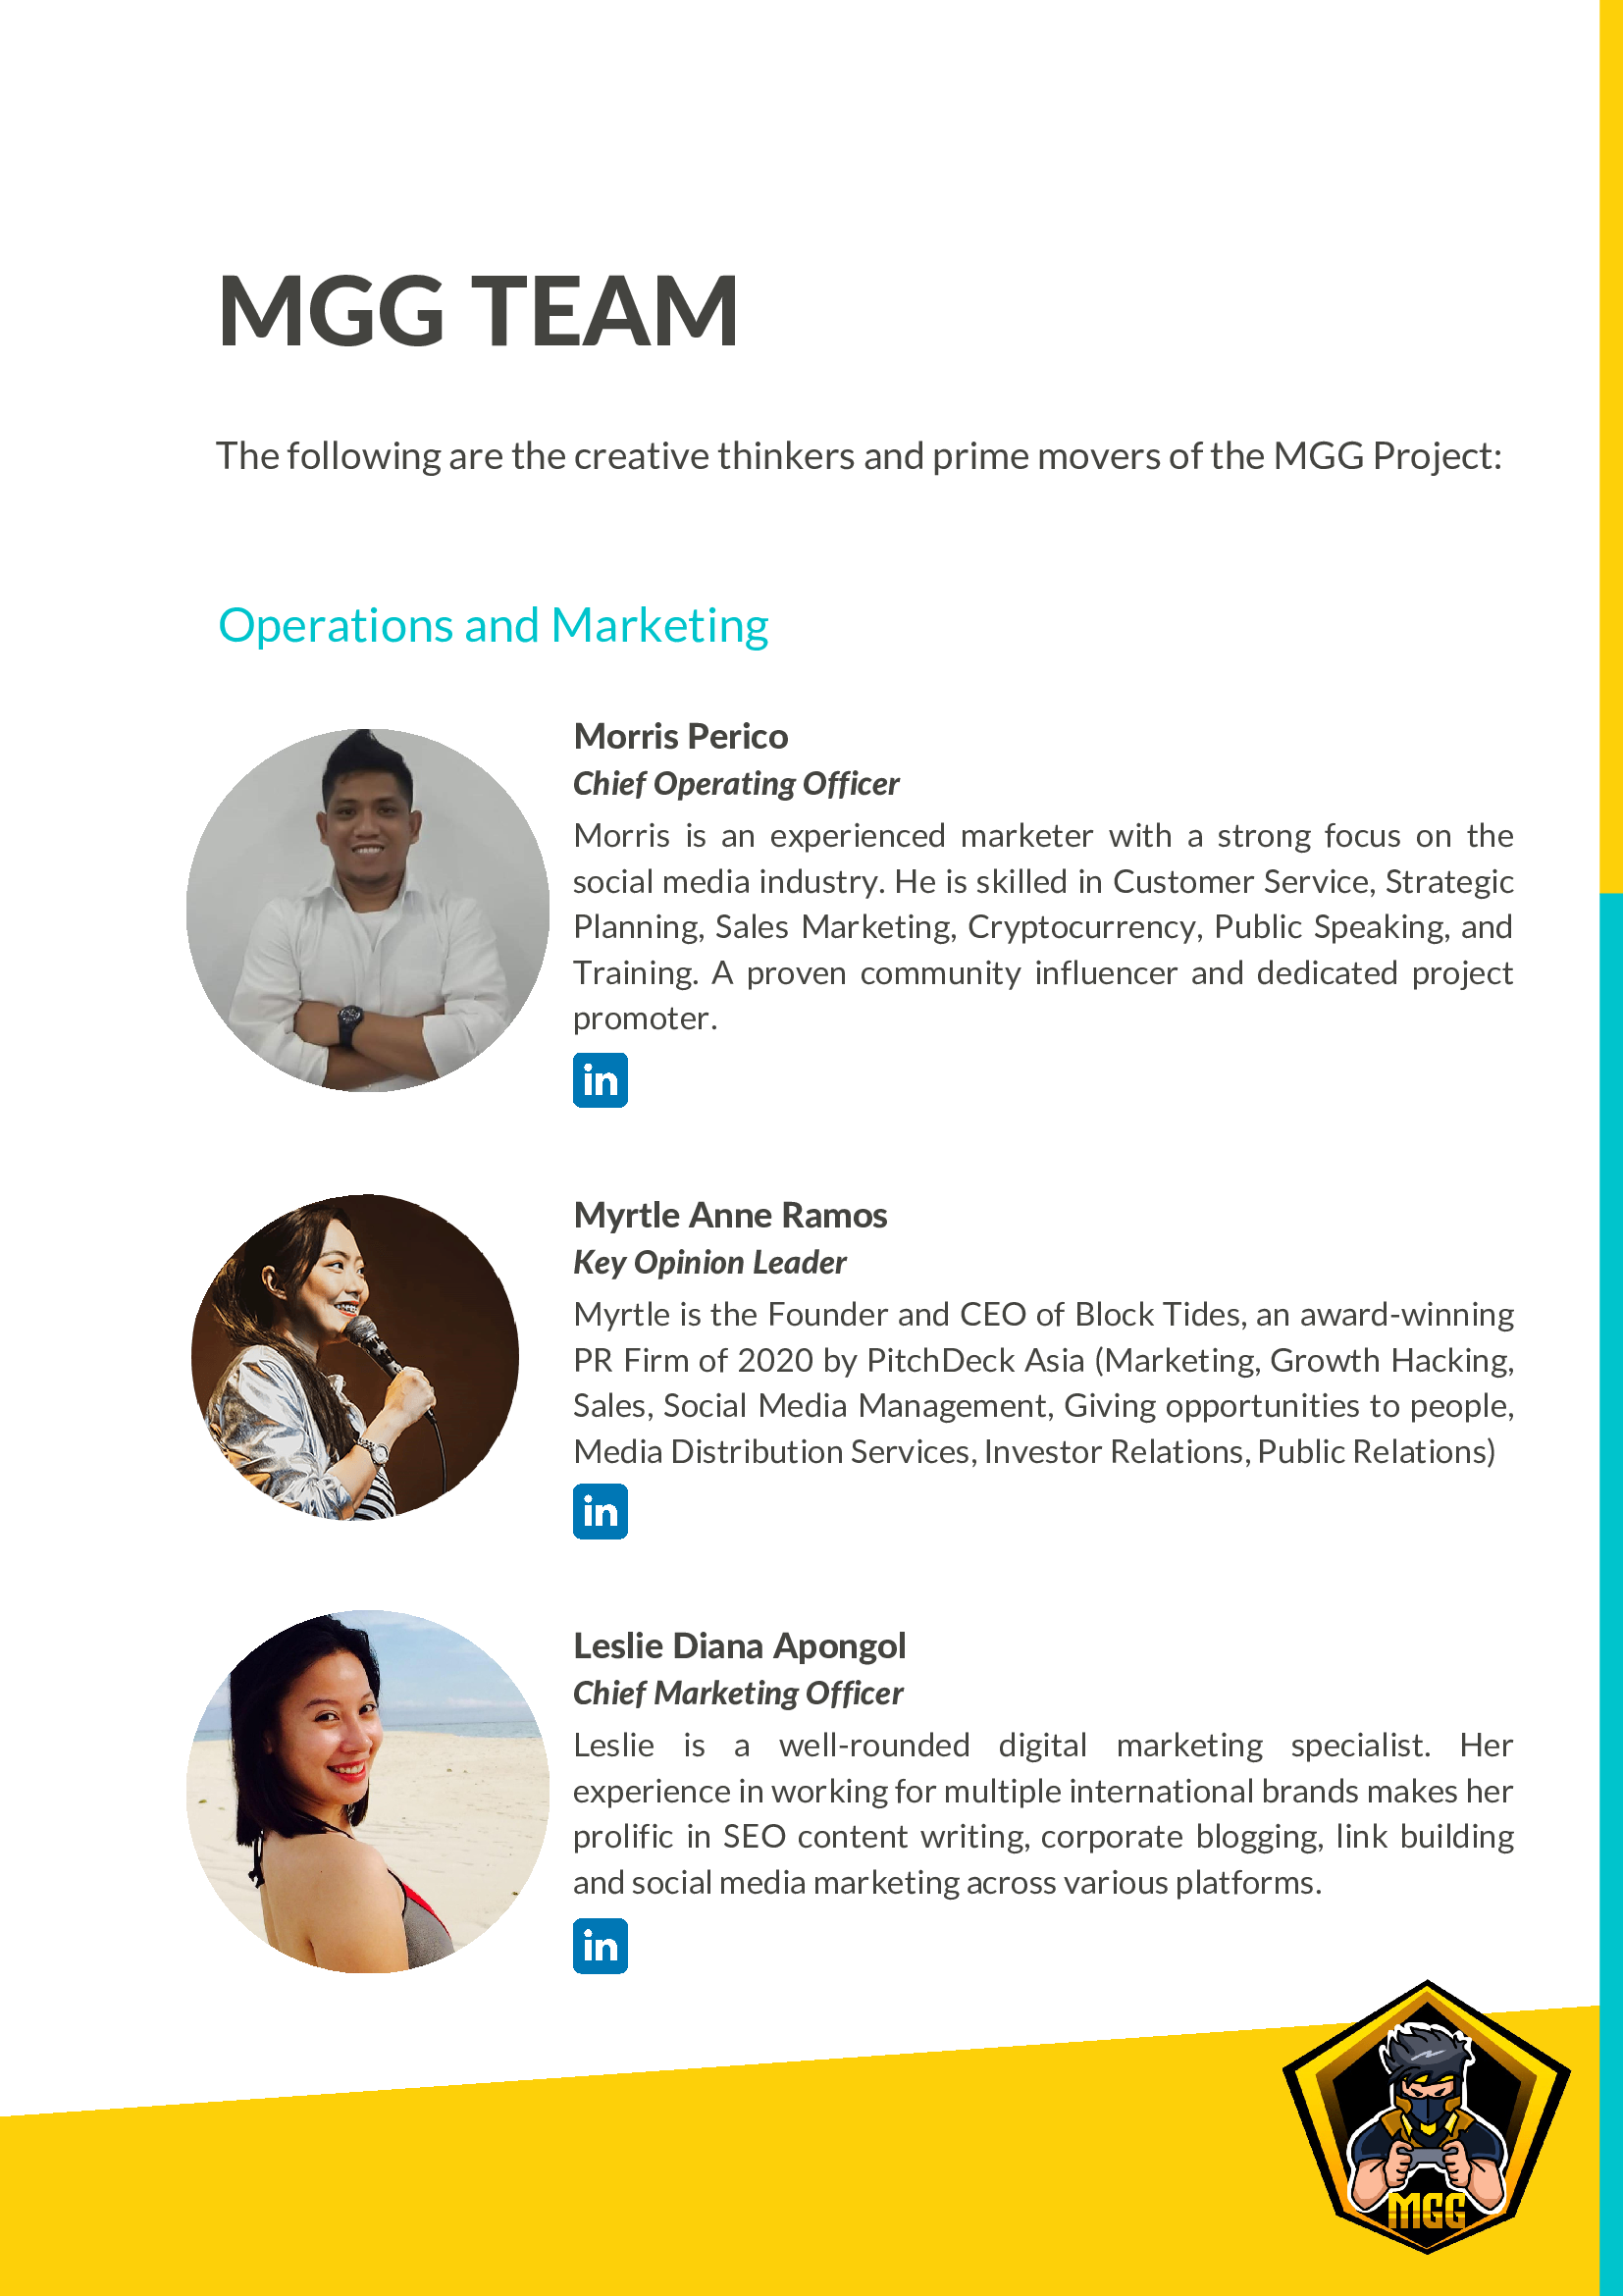 MGG TEAM
The following are the creative thinkers and prime movers of the MGG Project:
Operations and Marketing
Morris Perico
Chief Operating Officer
Morris is an experienced marketer with a strong focus on the
social media industry. He is skilled in Customer Service, Strategic
Planning, Sales Marketing, Cryptocurrency, Public Speaking, and
Training. A proven community influencer and dedicated project
promoter.
in
Myrtle Anne Ramos
Key Opinion Leader
Myrtle is the Founder and CEO of Block Tides, an award-winning
PR Firm of 2020 by PitchDeck Asia (Marketing, Growth Hacking,
Sales, Social Media Management, Giving opportunities to people,
Media Distribution Services, Investor Relations, Public Relations)
in
Leslie Diana Apongol
Chief Marketing Officer
Leslie is a well-rounded digital marketing specialist. Her
experience in working for multiple international brands makes her
prolific in SEO content writing, corporate blogging, link building
and social media marketing across various platforms.
in
MGG